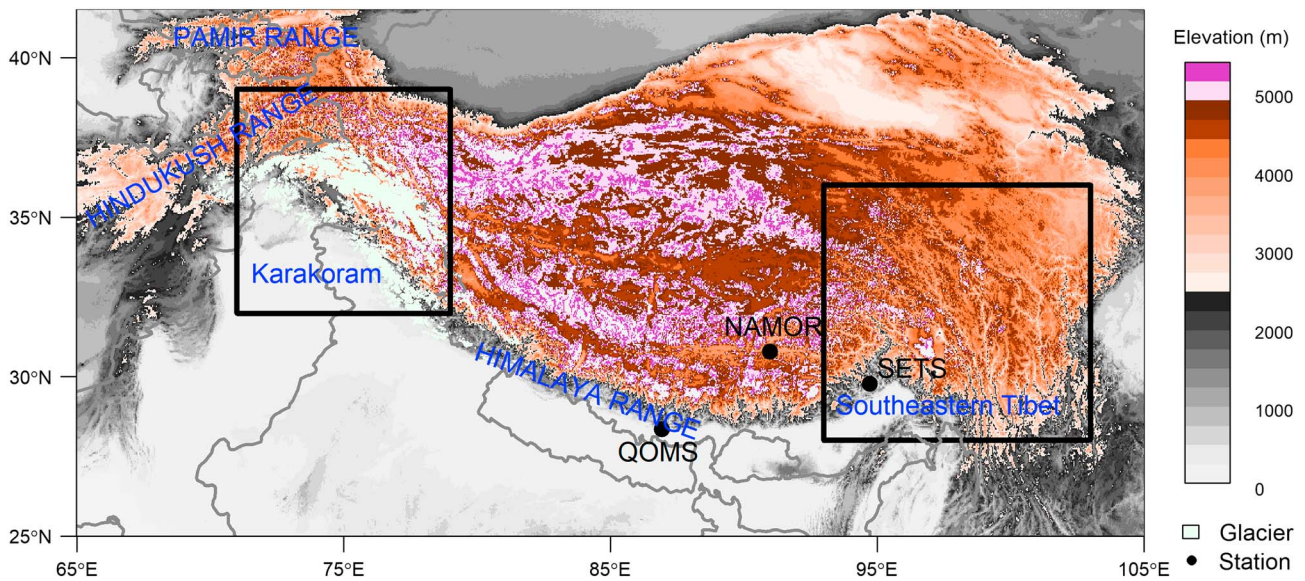 PAMIR RANGE
HINDUKUSH RANGE
Karakoram
HIMALAYA RANGE
NAMOR
SETS
Southeastern Tibet
QOMS
40°N
35°N
30°N
25°N
65°E
75°E
85°E
95°E
105°E
Elevation (m)
5000
4000
3000
2000
1000
0
Glacier
Station